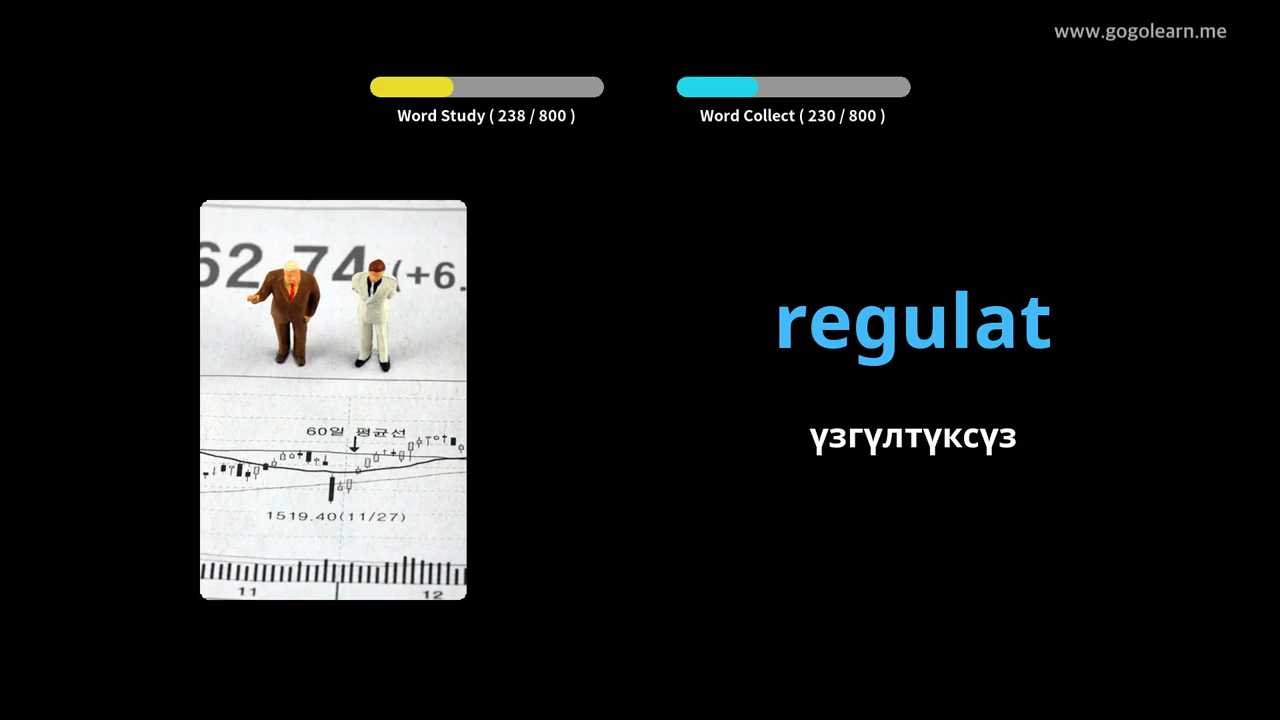 www.gogolearn.me
Word Study ( 238 / 800 )
Word Collect ( 230 / 800 )
62.74(+6.
60일 평균선
1519.40(11/27)
11
12
regulat
үзгүлтүксүз